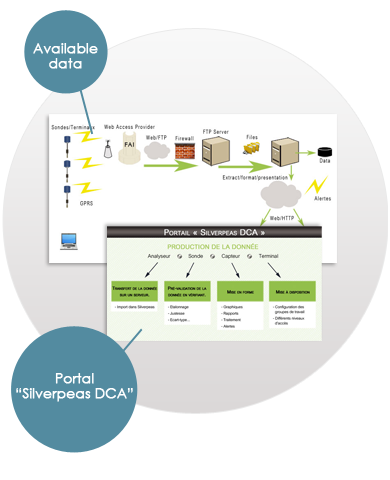 Available
data
Sondes/Terminaux
Web Access Provider
FAI
Web/FTP
Firewall
FTP Server
Files
Data
GPRS
Extract/format/presentation
Alertes
Web/HTTP
Portail « Silverpeas DCA »
PRODUCTION DE LA DONNÉE
Analyseur Sonde Capteur Terminal
Transfert de la donnée
sur un serveur.
Pré-validation de la
donnée en vérifiant...
Mise en forme
Mise à disposition
- Import dans Silverpeas
- Etalonnage
- Justesse
- Ecart-type...
- Graphiques
- Rapports
- Traitement
- Alertes
- Configuration des
groupes de travail
- Différents niveaux
d'accès
Portal
"Silverpeas DCA"